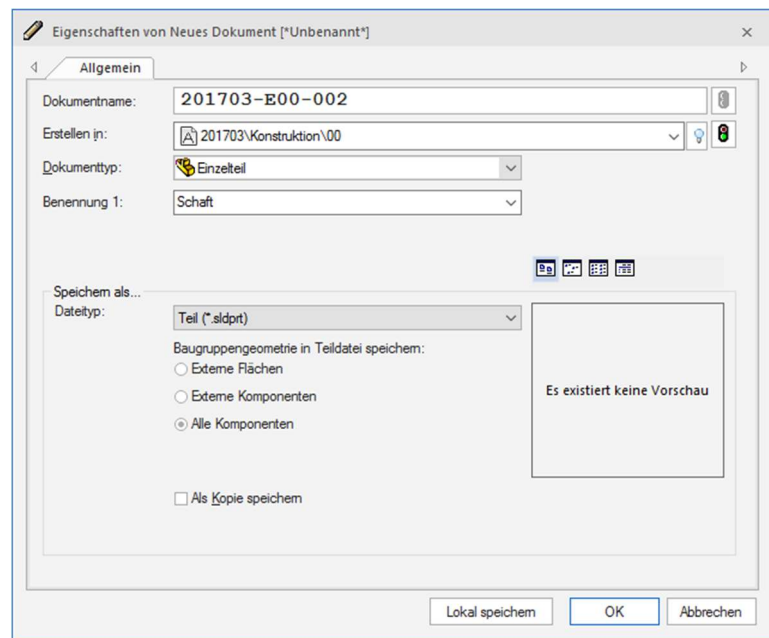 Eigenschaften von Neues Dokument [*Unbenannt*]
Allgemein
Dokumentname: 201703-E00-002
Erstellen in: 201703\Konstruktion\00
Dokumenttyp: Einzelteil
Benennung 1: Schaft
Speichern als...
Dateityp: Teil (*.sldprt)
Baugruppengeometrie in Teildatei speichern:
Externe Flächen
Externe Komponenten
Alle Komponenten
Es existiert keine Vorschau
Als Kopie speichern
Lokal speichern OK Abbrechen